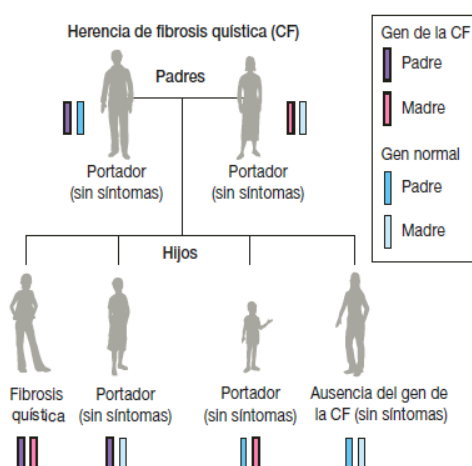 Herencia de fibrosis quística (CF)
Padres
Portador
(sin síntomas)
Portador
(sin síntomas)
Hijos
Fibrosis
quística
Portador
(sin síntomas)
Portador
(sin síntomas)
Ausencia del gen de
la CF (sin síntomas)
Gen de la CF
Padre
Madre
Gen normal
Padre
Madre